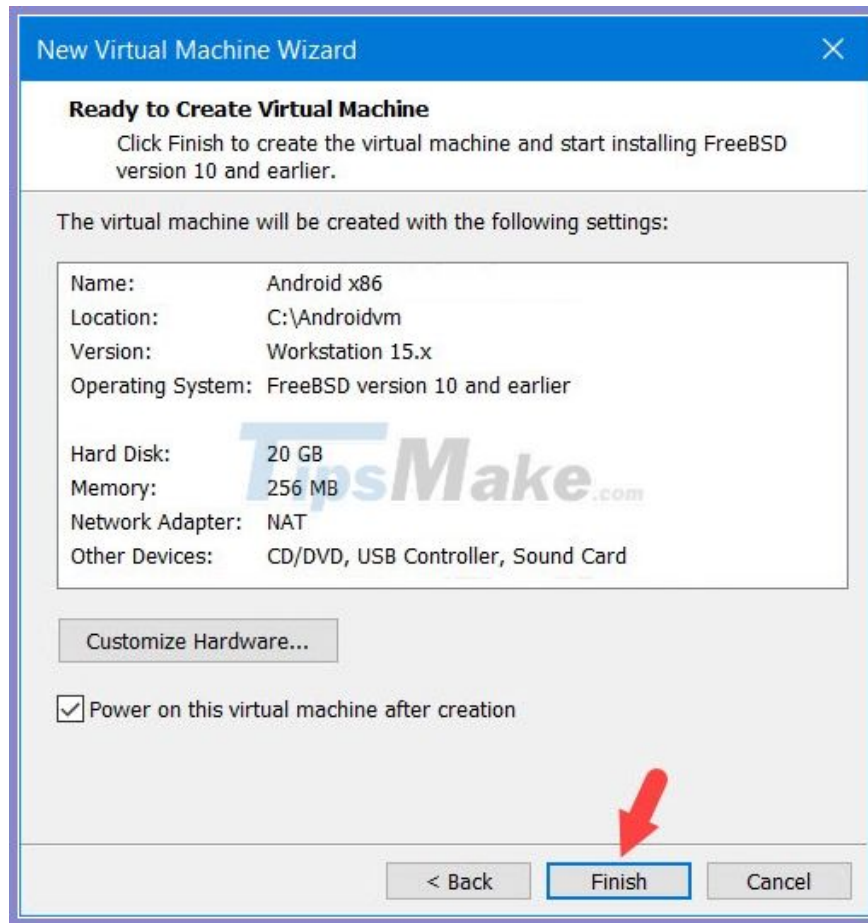 New Virtual Machine Wizard
Ready to Create Virtual Machine
Click Finish to create the virtual machine and start installing FreeBSD
version 10 and earlier.
The virtual machine will be created with the following settings:
Name: Android x86
Location: C:\Androidvm
Version: Workstation 15.x
Operating System: FreeBSD version 10 and earlier
Hard Disk: 20 GB
Memory: 256 MB
TipsMake.com
Network Adapter: NAT
Other Devices: CD/DVD, USB Controller, Sound Card
Customize Hardware...
Power on this virtual machine after creation
< Back Finish Cancel